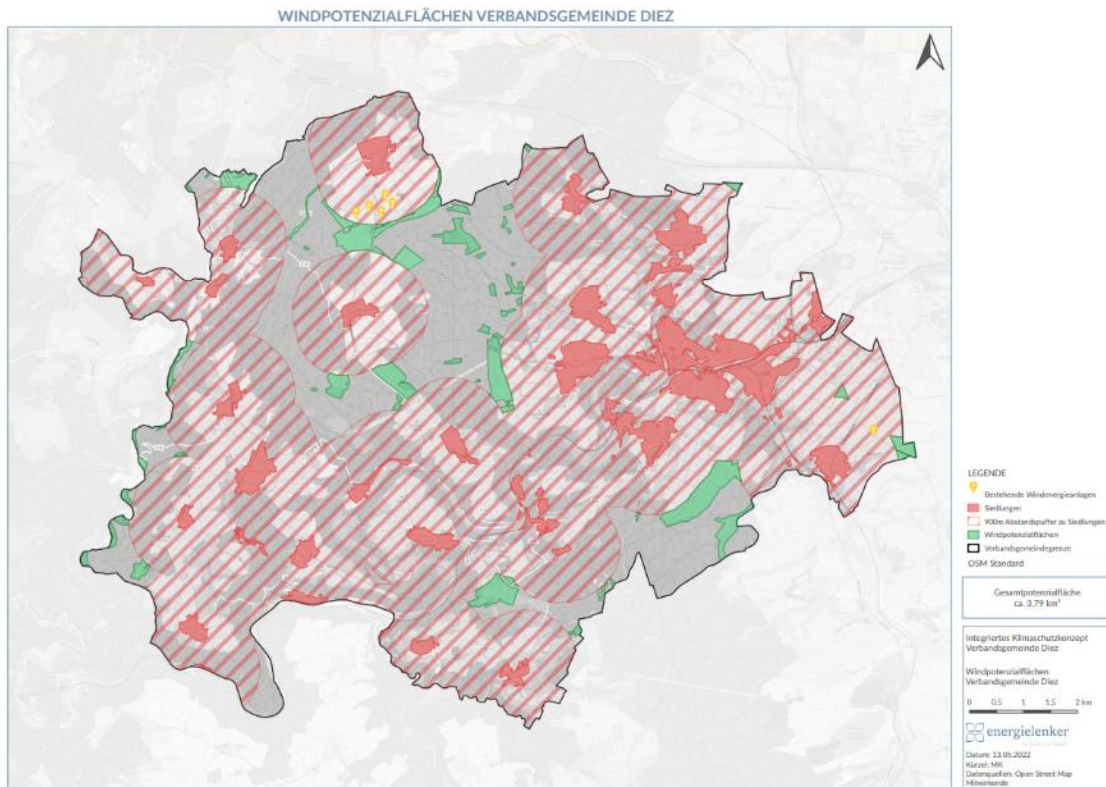 WINDPOTENZIALFLÄCHEN VERBANDSGEMEINDE DIEZ
LEGENDE
Bestehende Windenergieanlagen
Siedlungen
900m Abstandspuffer zu Siedlungen
Windpotenzialflächen
Verbandsgemeindegrenze
OSM Standard
Gesamtpotenzialfläche
ca. 3,79 km²
Integriertes Klimaschutzkonzept
Verbandsgemeinde Diez
Windpotenzialflächen
Verbandsgemeinde Diez
0 0,5 1 1,5 2 km
energielenker
Datum: 13.05.2022
Kürzel: MK
Datenquellen: Open Street Map
Mitwirkende